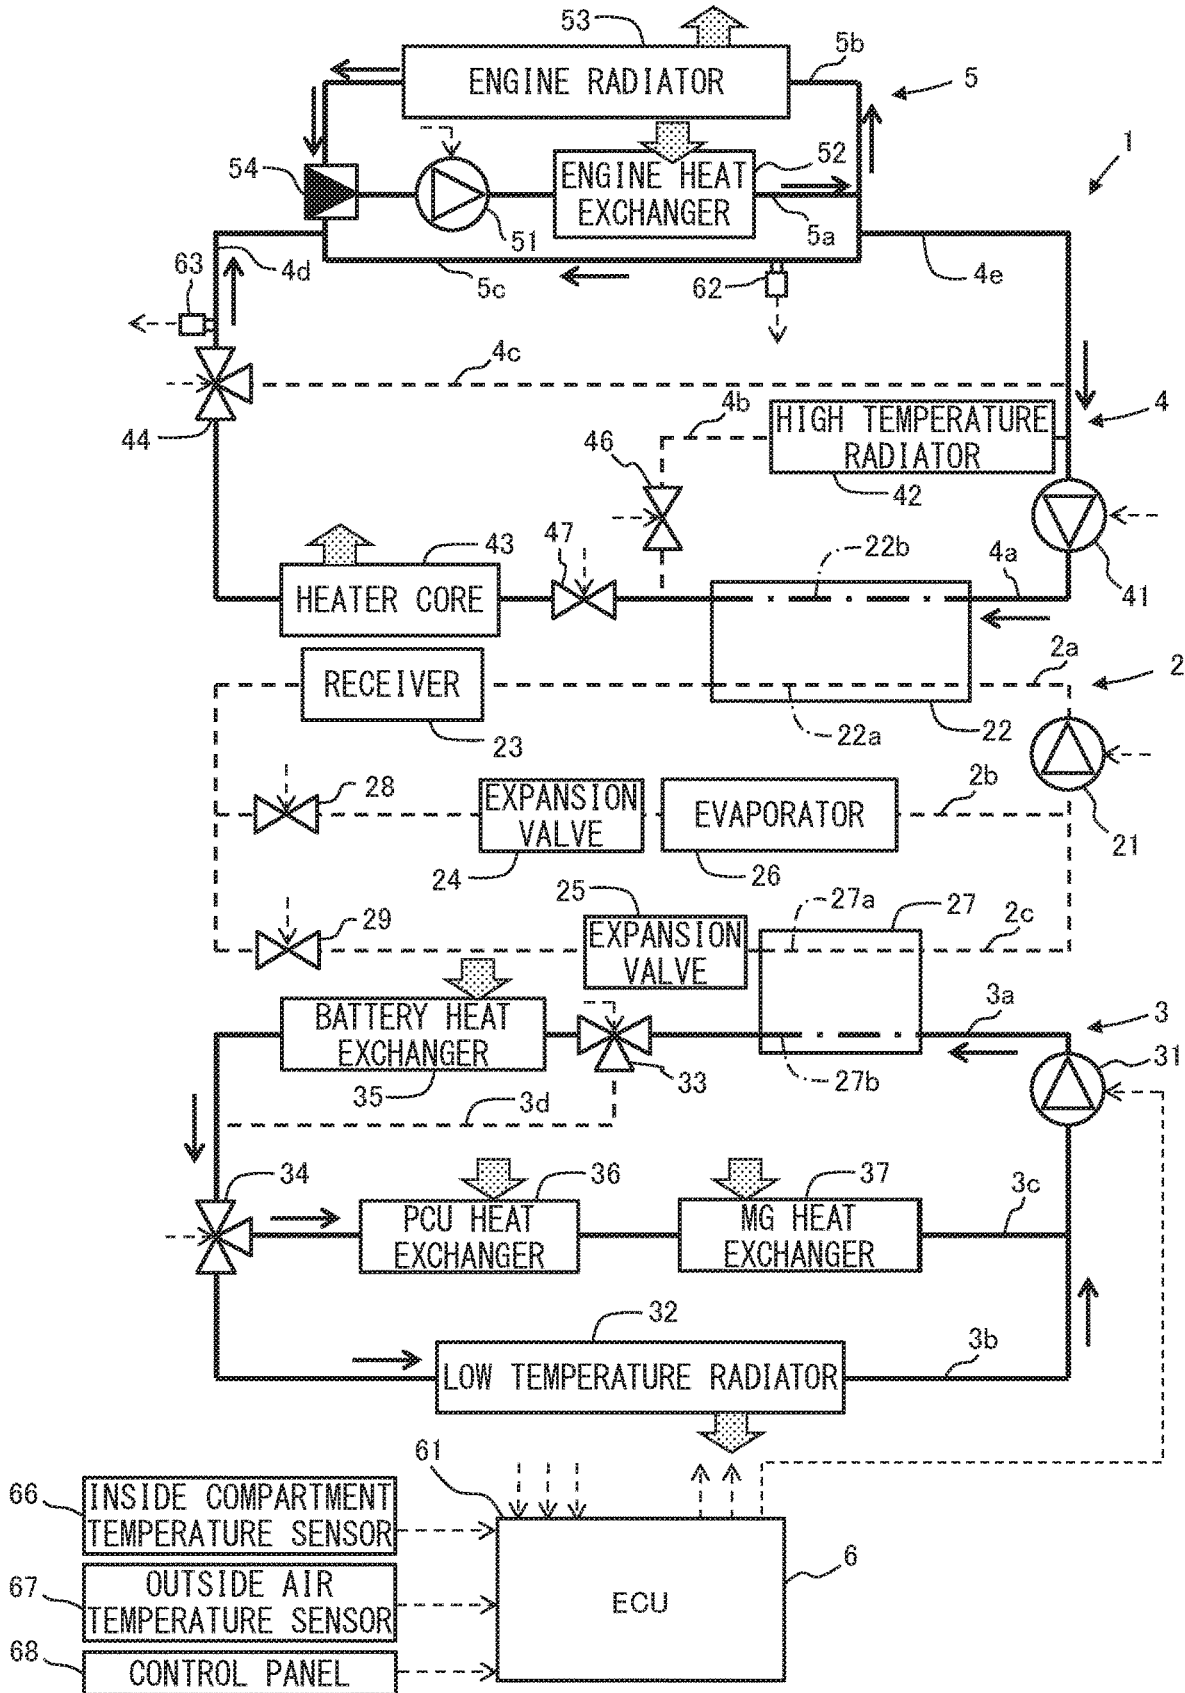 53
5b
ENGINE RADIATOR
5
54
ENGINE HEAT
EXCHANGER
52
1
51
5a
63
4d
5c
62
4e
4c
44
4b
HIGH TEMPERATURE
RADIATOR
4
46
42
43
47
22b
4a
41
HEATER CORE
2a
RECEIVER
2
23
22a
22
28
EXPANSION
VALVE
EVAPORATOR
2b
21
24
26
25
27a
27
29
EXPANSION
VALVE
2c
BATTERY HEAT
EXCHANGER
3a
3
35
33
27b
31
3d
34
36
37
PCU HEAT
EXCHANGER
MG HEAT
EXCHANGER
3c
32
LOW TEMPERATURE RADIATOR
3b
61
66
INSIDE COMPARTMENT
TEMPERATURE SENSOR
67
OUTSIDE AIR
TEMPERATURE SENSOR
ECU
6
68
CONTROL PANEL